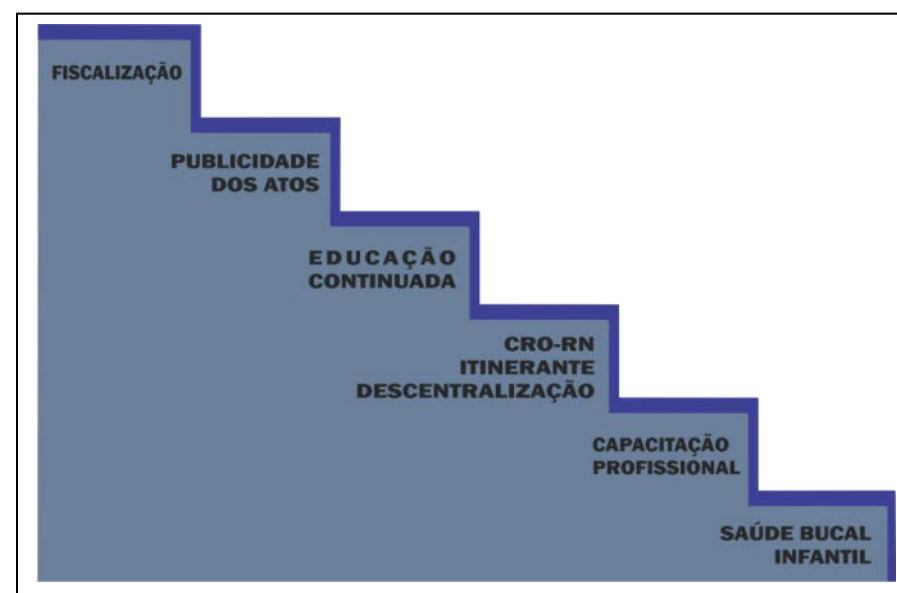 FISCALIZAÇÃO
PUBLICIDADE
DOS ATOS
EDUCAÇÃO
CONTINUADA
CRO-RN
ITINERANTE
DESCENTRALIZAÇÃO
CAPACITAÇÃO
PROFISSIONAL
SAÚDE BUCAL
INFANTIL